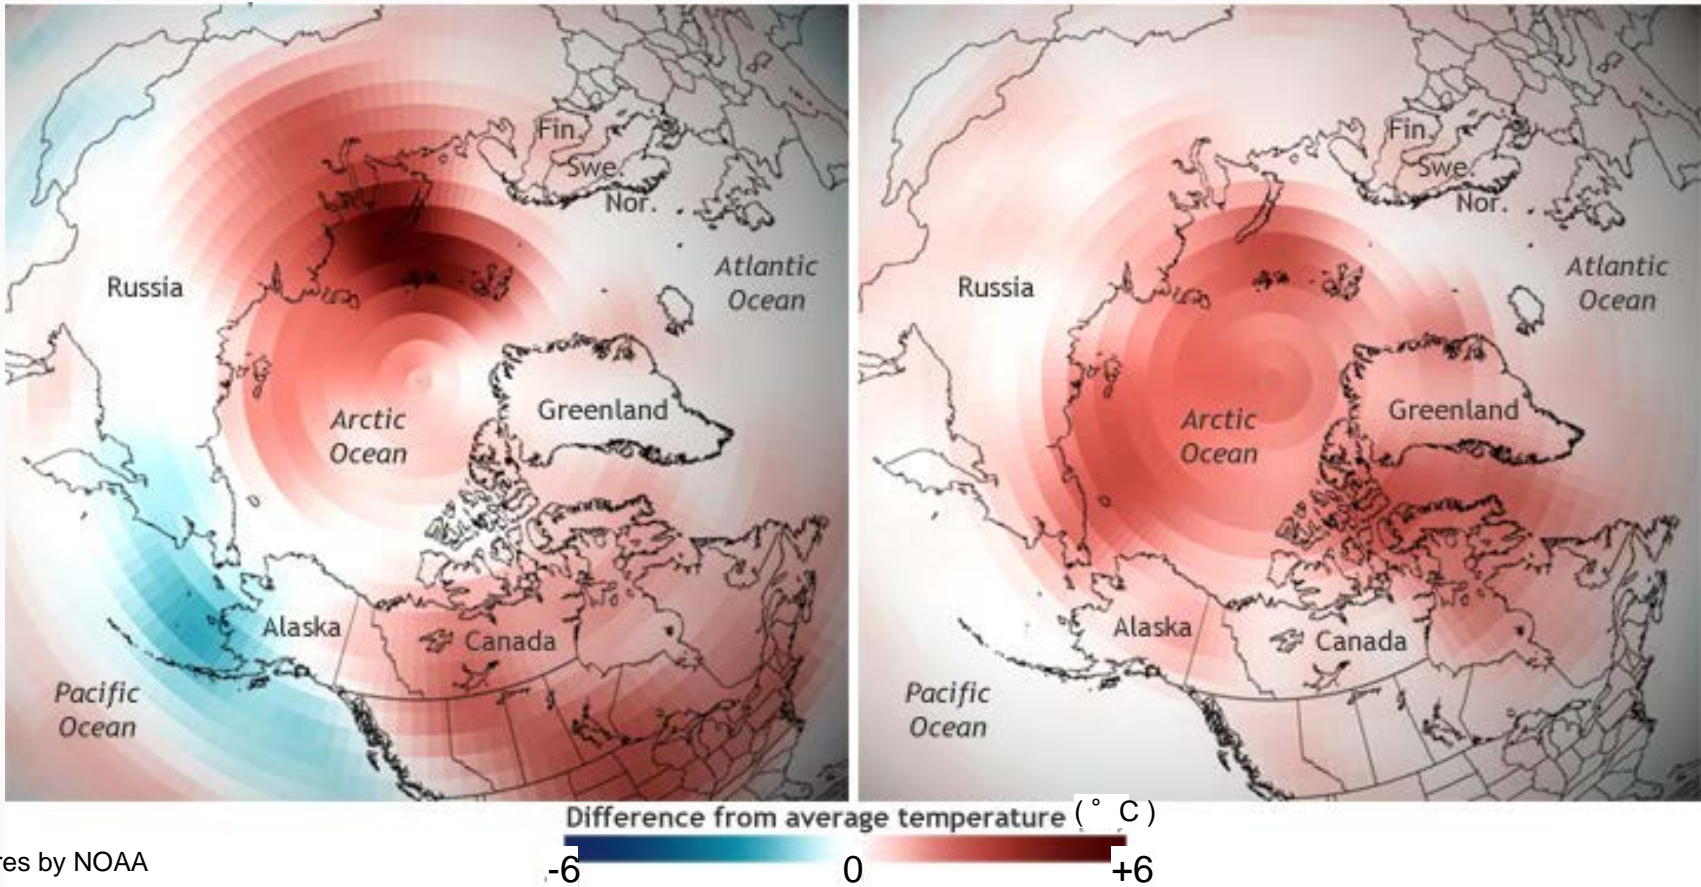 Fin.
Swe.
Nor.
Russia
Atlantic
Ocean
Arctic
Ocean
Greenland
Alaska
Canada
Pacific
Ocean
Fin.
Swe.
Nor.
Russia
Atlantic
Ocean
Arctic
Ocean
Greenland
Alaska
Canada
Pacific
Ocean
Difference from average temperature (°C)
-6 0 +6
res by NOAA